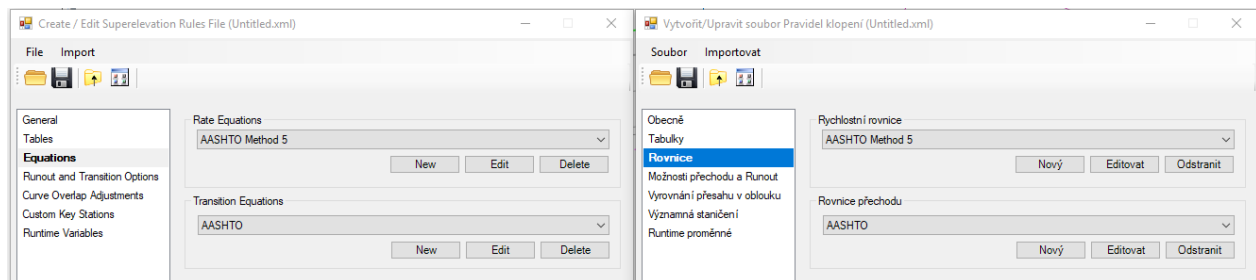 Create / Edit Superelevation Rules File (Untitled.xml)
File Import
General
Tables
Equations
Runout and Transition Options
Curve Overlap Adjustments
Custom Key Stations
Runtime Variables
Rate Equations
AASHTO Method 5
New Edit Delete
Transition Equations
AASHTO
New Edit Delete
Vytvořit/Upravit soubor Pravidel klopení (Untitled.xml)
Soubor Importovat
Obecně
Tabulky
Rovnice
Možnosti přechodu a Runout
Vyrovnání přesahu v oblouku
Významná staničení
Runtime proměnné
Rychlostní rovnice
AASHTO Method 5
Nový Editovat Odstranit
Rovnice přechodu
AASHTO
Nový Editovat Odstranit